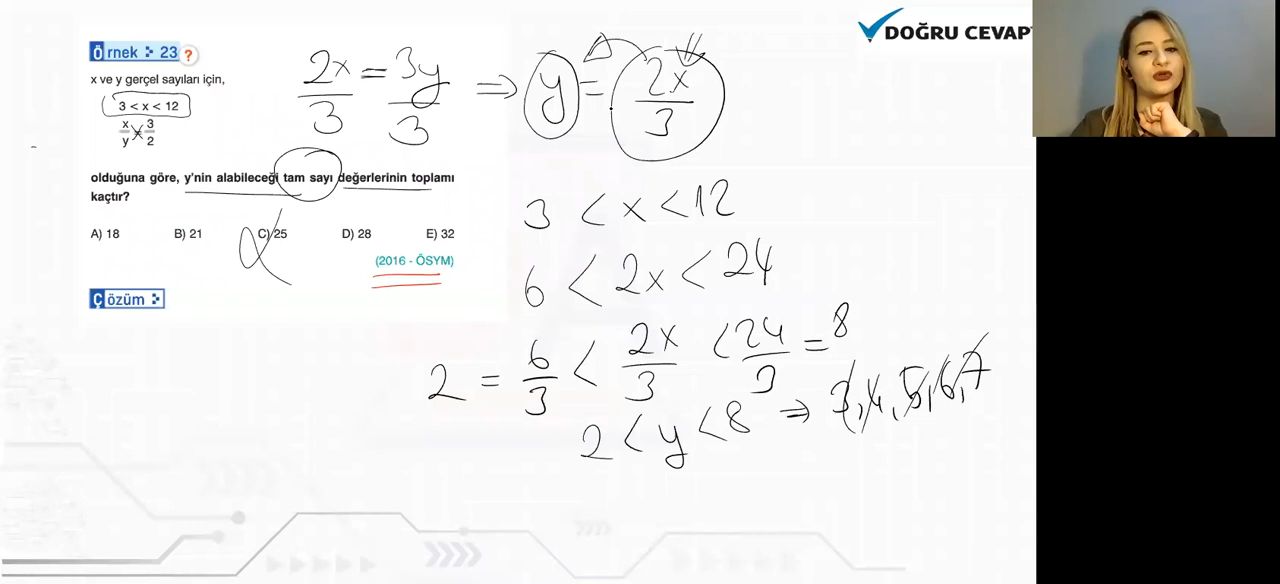 DOĞRU CEVAP
Örnek 23 ?
x ve y gerçel sayıları için,
3 < x < 12
x/y = 3/2
olduğuna göre, y'nin alabileceği tam sayı değerlerinin toplamı
kaçtır?
A) 18 B) 21 C) 25 D) 28 E) 32
(2016 - ÖSYM)
Çözüm
2x/3 = 3y/3 ⇒ y = 2x/3
3 < x < 12
6 < 2x < 24
2 = 6/3 < 2x/3 < 24/3 = 8
2 < y < 8 ⇒ 3, 4, 5, 6, 7